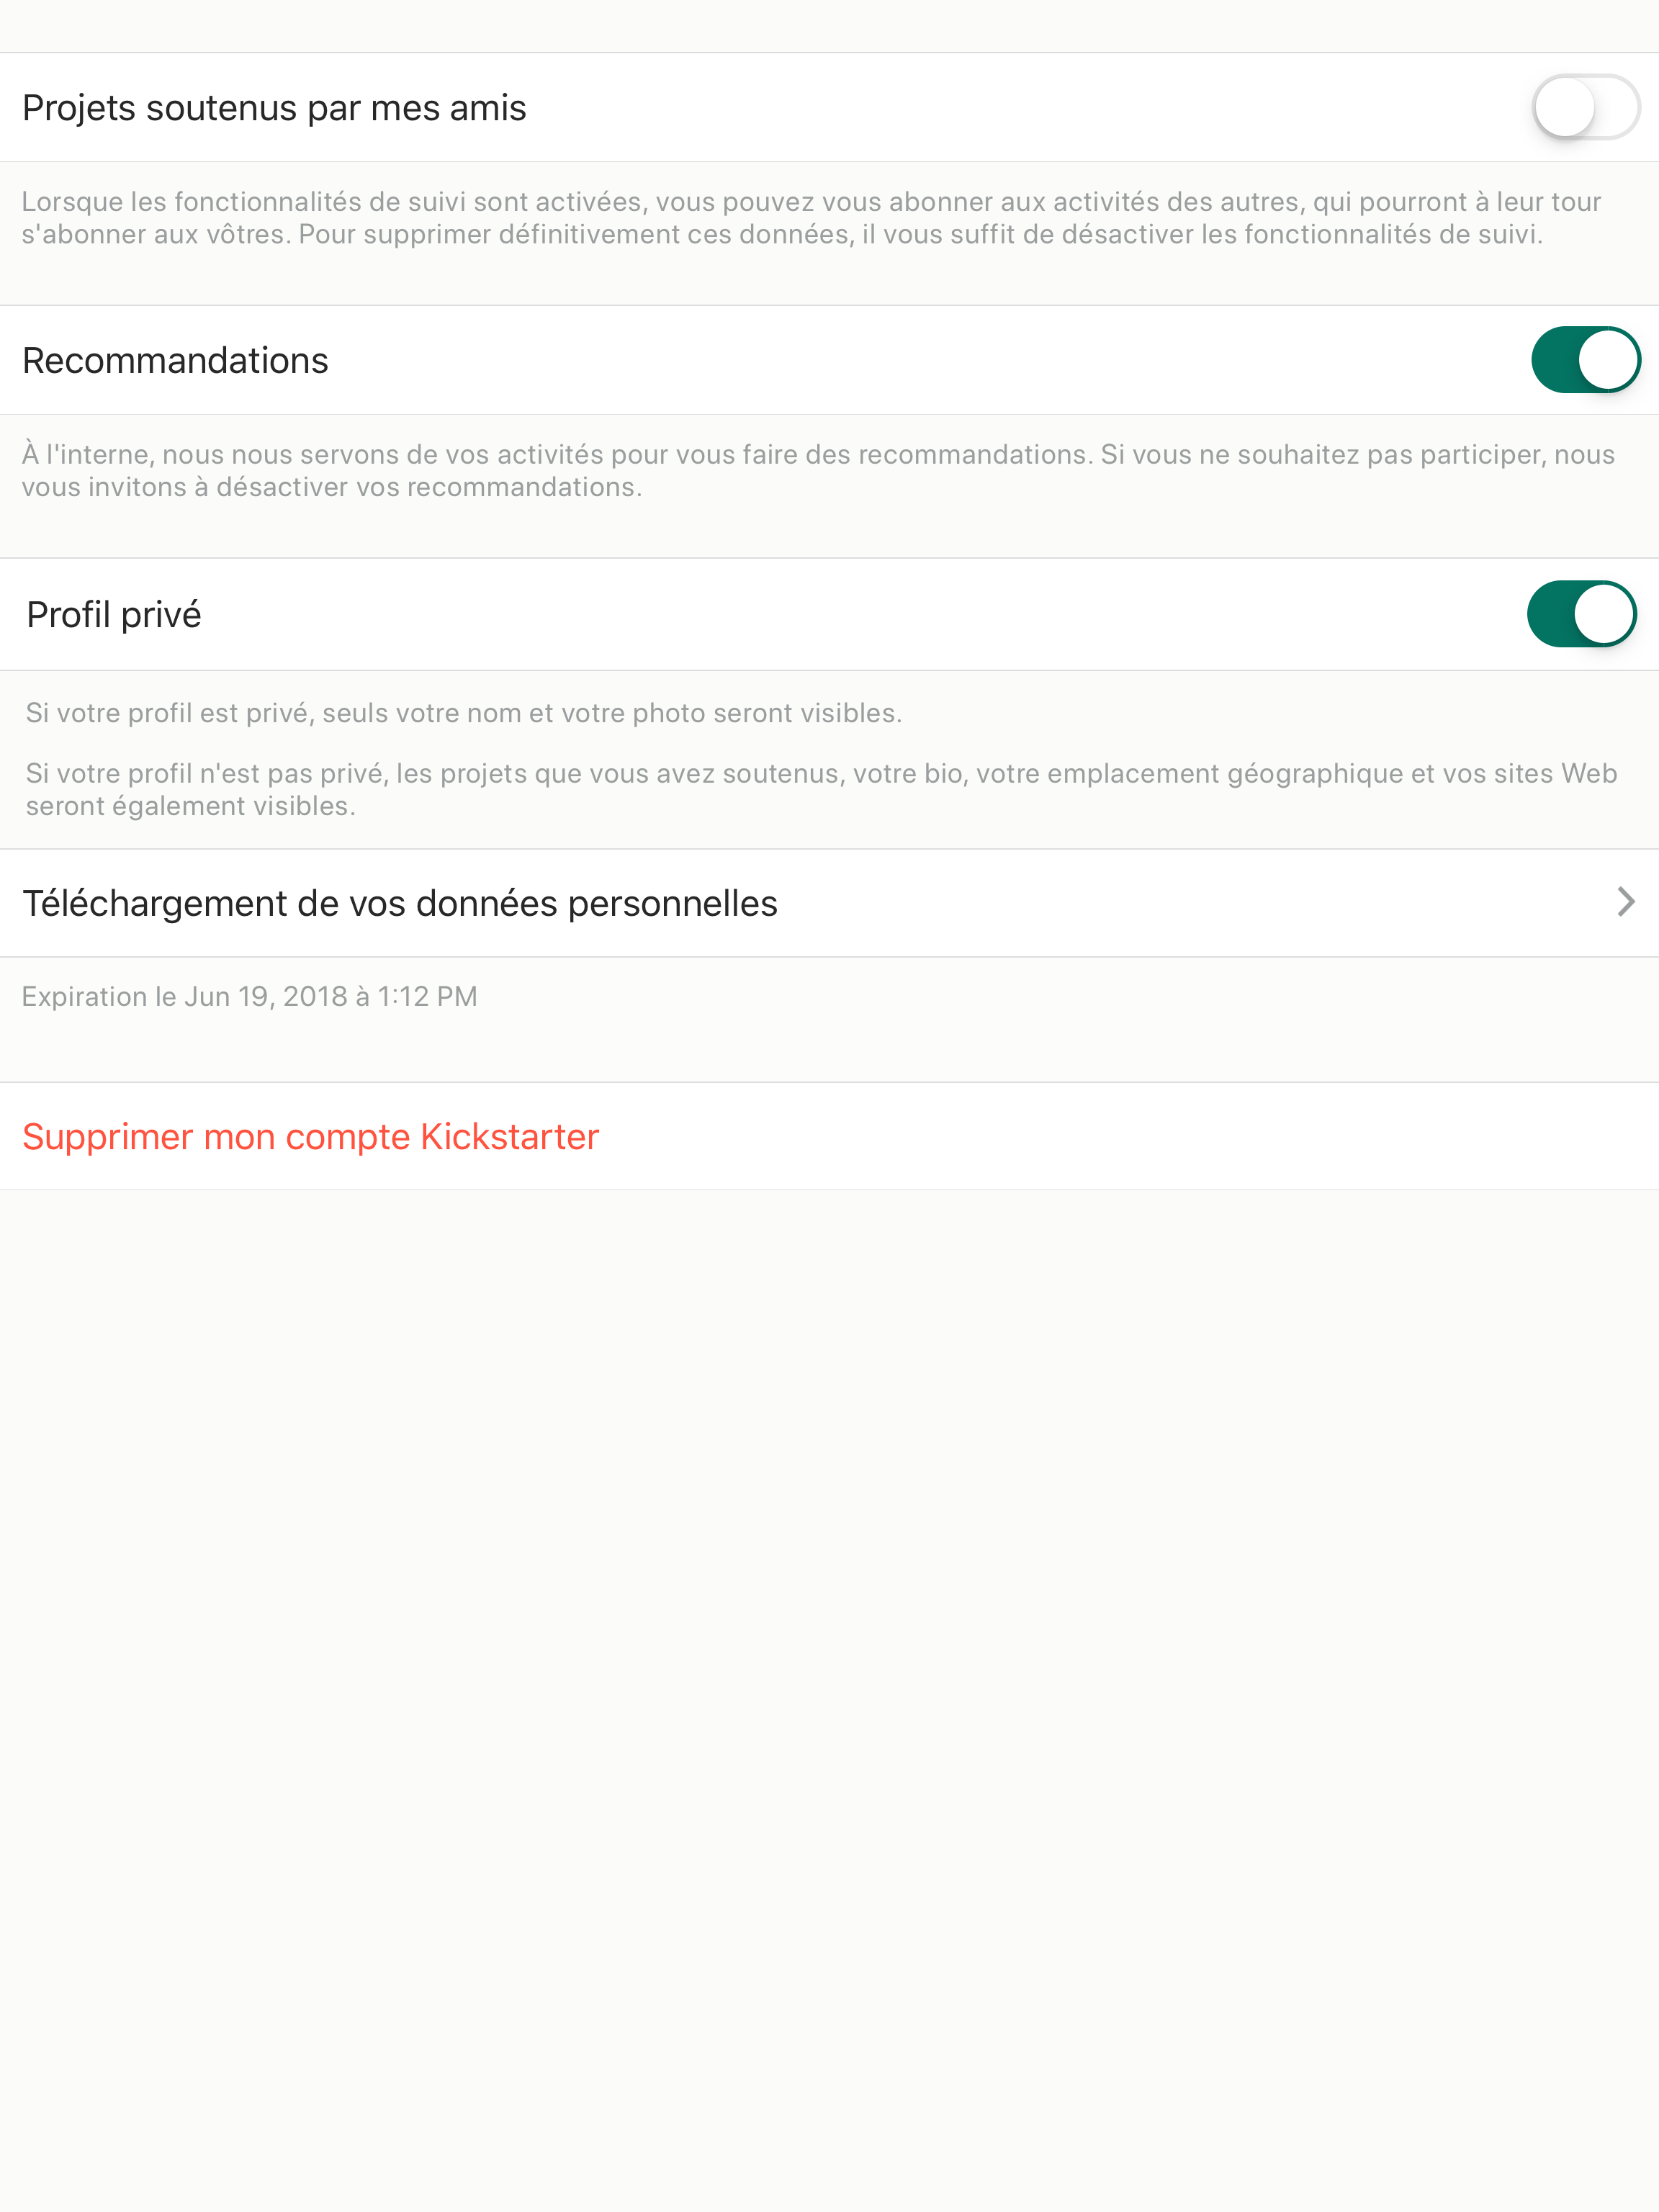 Projets soutenus par mes amis
Lorsque les fonctionnalités de suivi sont activées, vous pouvez vous abonner aux activités des autres, qui pourront à leur tour
s'abonner aux vôtres. Pour supprimer définitivement ces données, il vous suffit de désactiver les fonctionnalités de suivi.
Recommandations
À l'interne, nous nous servons de vos activités pour vous faire des recommandations. Si vous ne souhaitez pas participer, nous
vous invitons à désactiver vos recommandations.
Profil privé
Si votre profil est privé, seuls votre nom et votre photo seront visibles.
Si votre profil n'est pas privé, les projets que vous avez soutenus, votre bio, votre emplacement géographique et vos sites Web
seront également visibles.
Téléchargement de vos données personnelles
Expiration le Jun 19, 2018 à 1:12 PM
Supprimer mon compte Kickstarter